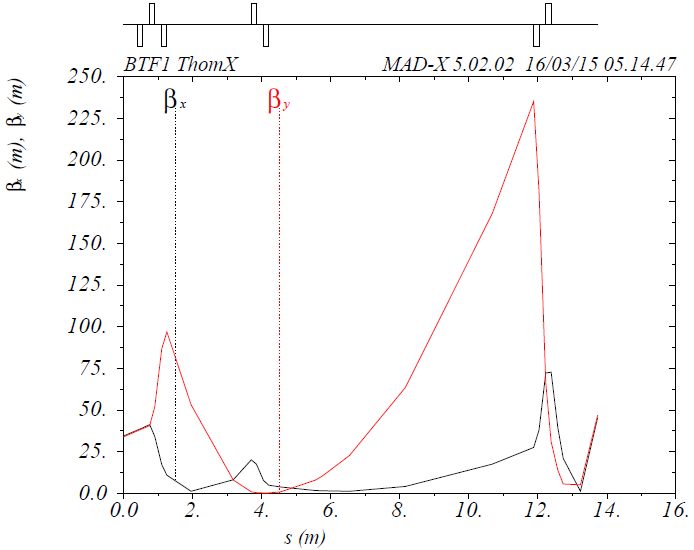 BTF1 ThomX MAD-X 5.02.02 16/03/15 05.14.47
βx (m), βy (m)
βx βy
250.
225.
200.
175.
150.
125.
100.
75.
50.
25.
0.0
0.0 2. 4. 6. 8. 10. 12. 14. 16.
s (m)